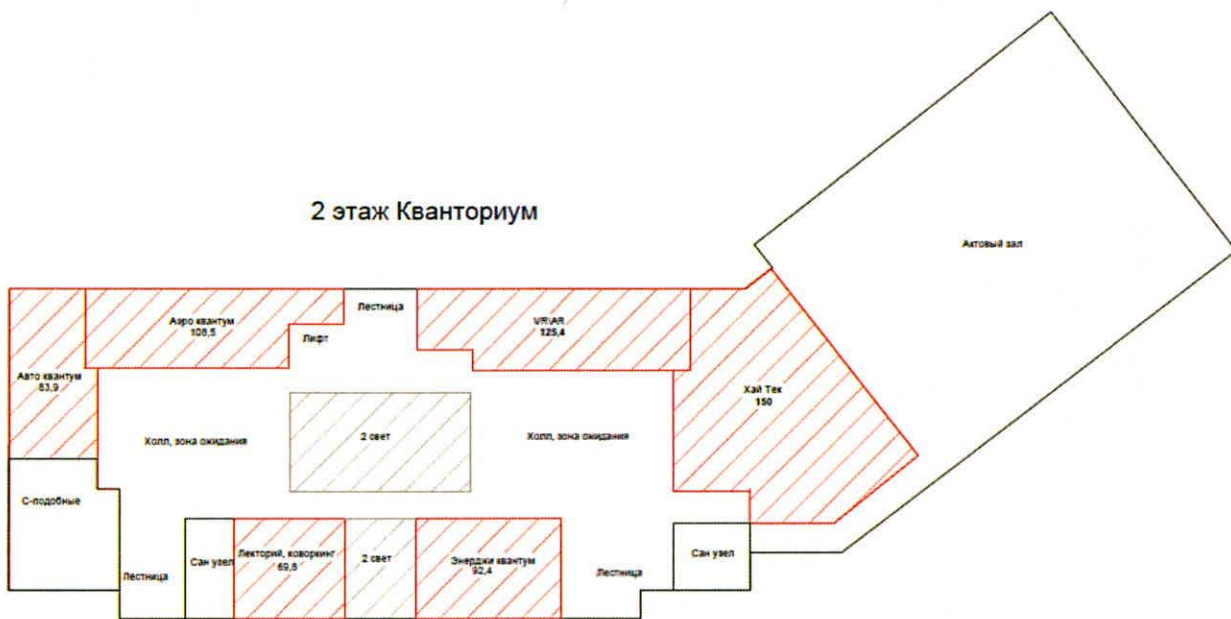 2 этаж Кванториум
Актовый зал
Лестница
Аэро квантум
106,5
VR\AR
125,4
Лифт
Авто квантум
63,9
Хай Тек
150
Холл, зона ожидания
2 свет
Холл, зона ожидания
С-подобные
Лестница
Сан узел
Лекторий, коворкинг
69,8
2 свет
Энерджи квантум
92,4
Лестница
Сан узел